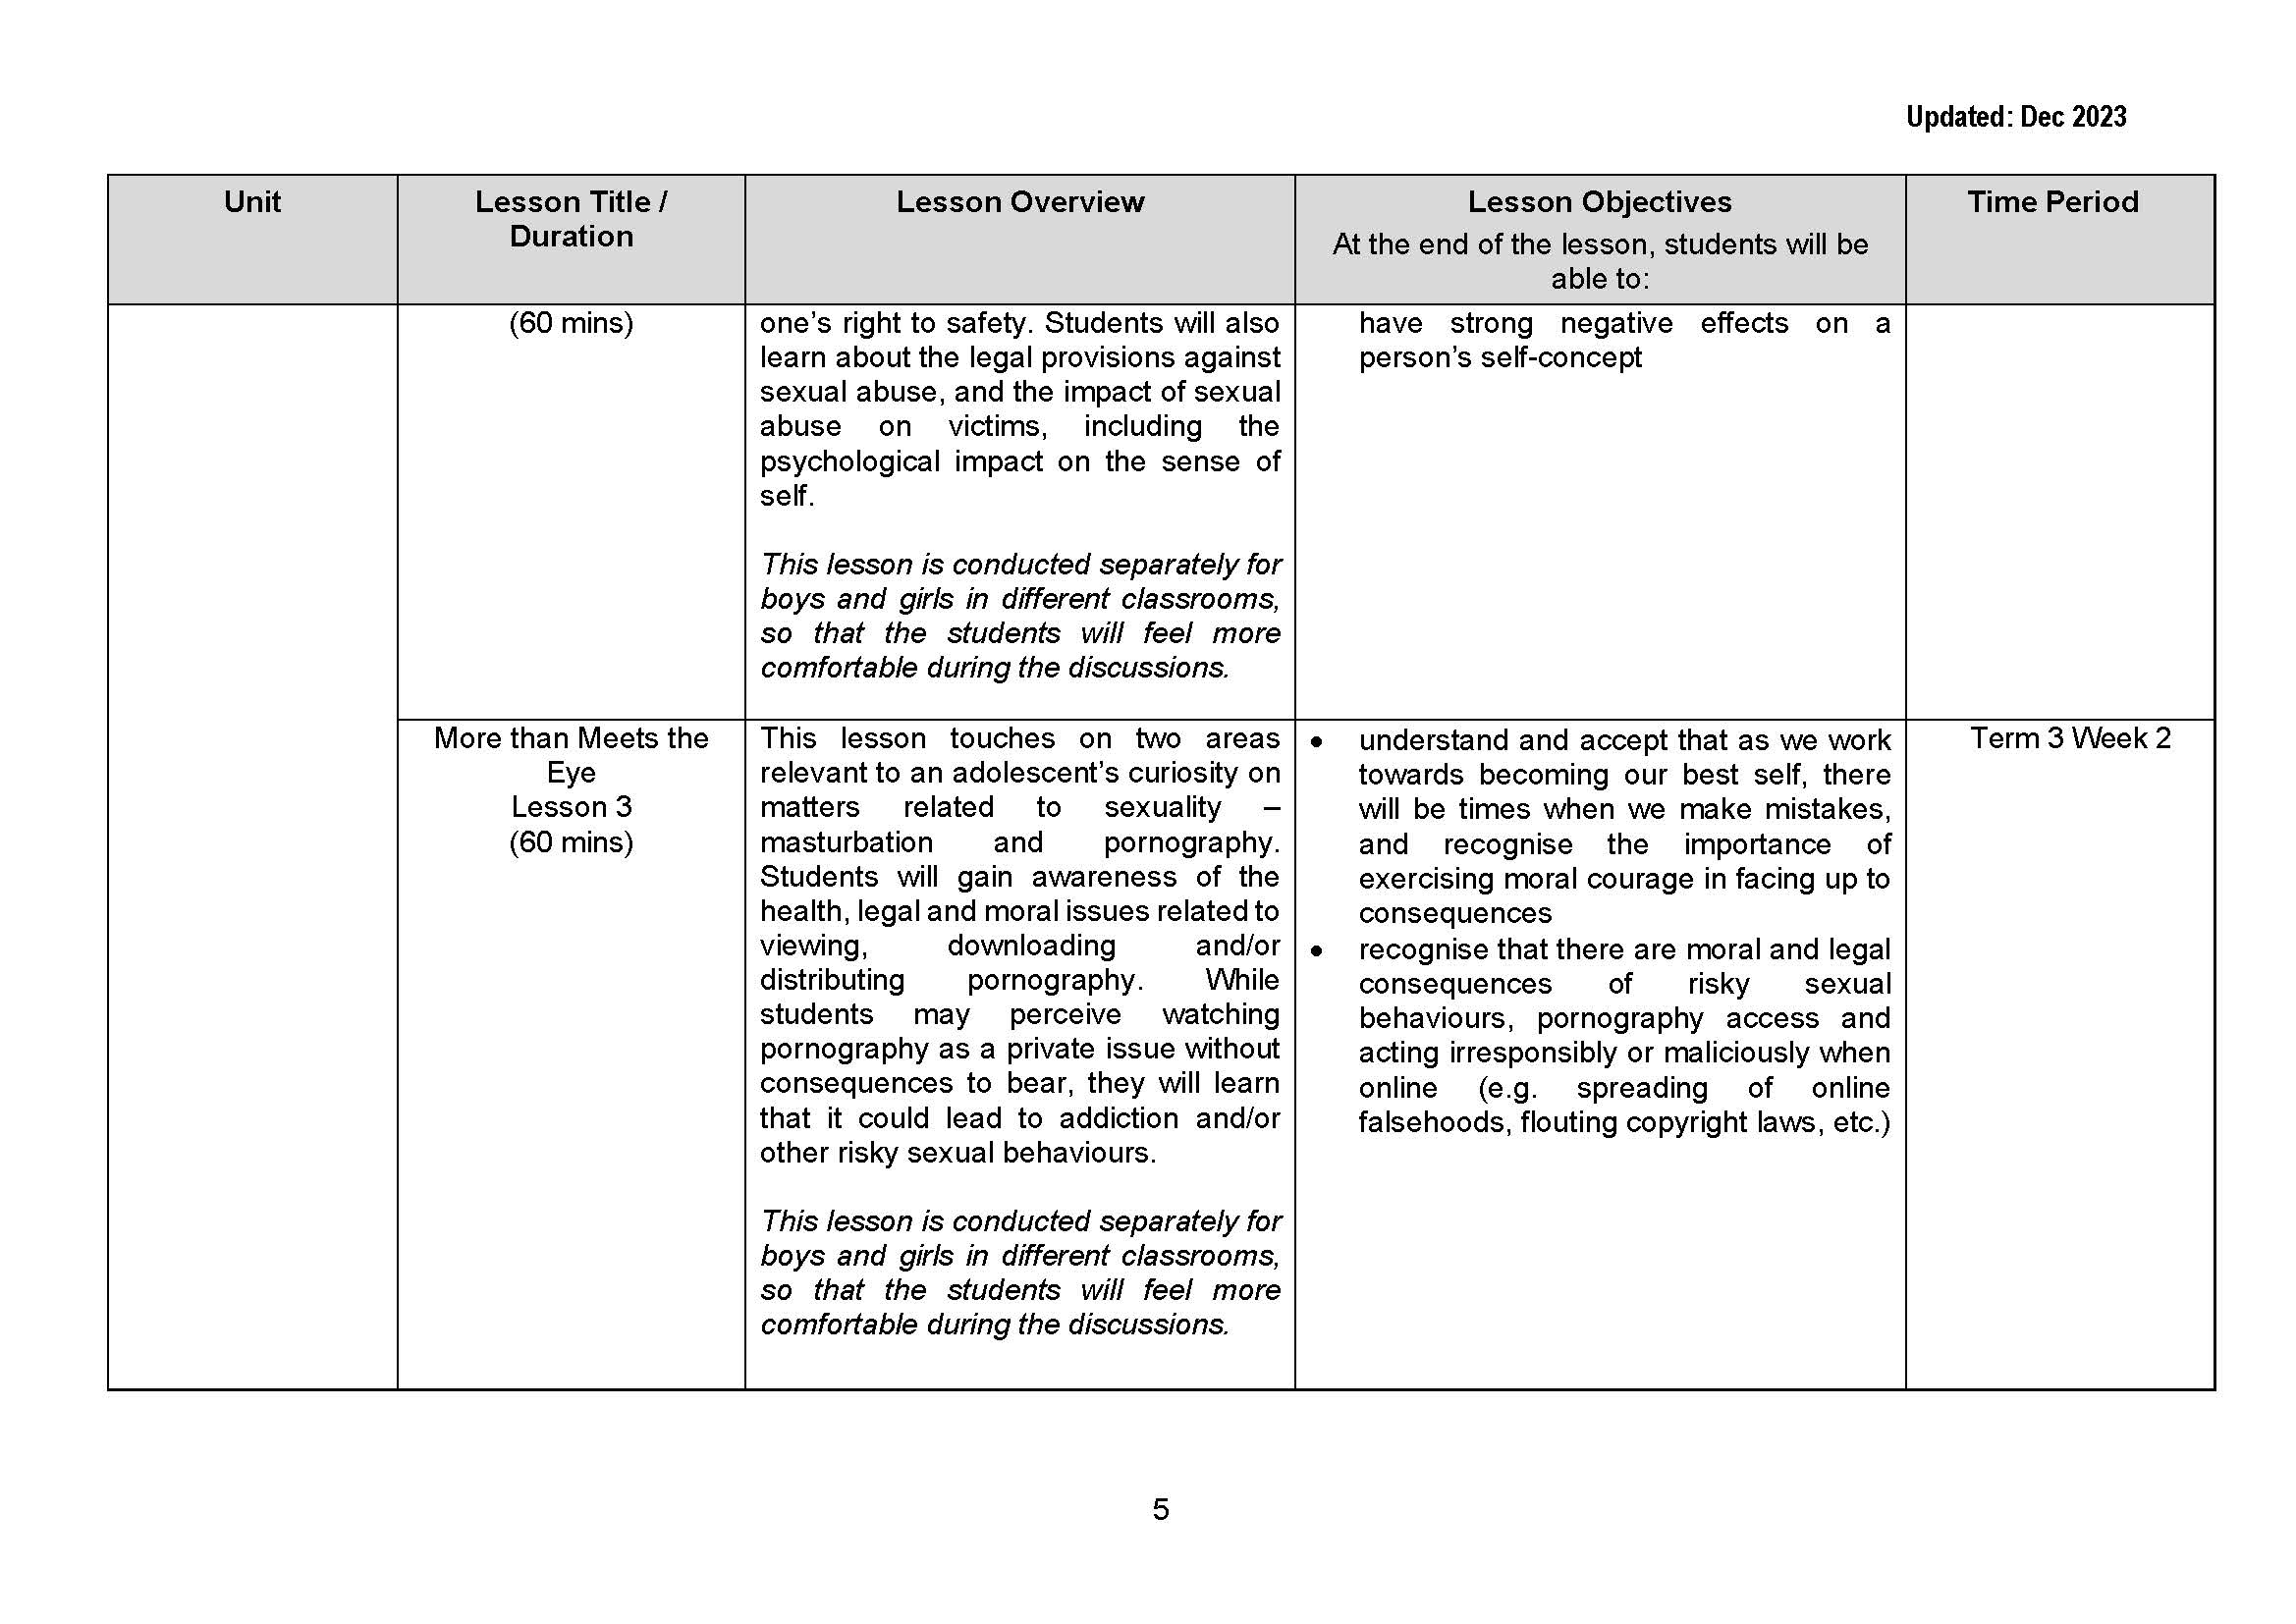 Updated: Dec 2023
Unit
Lesson Title /
Duration
Lesson Overview
Lesson Objectives
At the end of the lesson, students will be
able to:
Time Period
(60 mins)
one’s right to safety. Students will also
learn about the legal provisions against
sexual abuse, and the impact of sexual
abuse on victims, including the
psychological impact on the sense of
self.
This lesson is conducted separately for
boys and girls in different classrooms,
so that the students will feel more
comfortable during the discussions.
have strong negative effects on a
person’s self-concept
More than Meets the
Eye
Lesson 3
(60 mins)
This lesson touches on two areas
relevant to an adolescent’s curiosity on
matters related to sexuality –
masturbation and pornography.
Students will gain awareness of the
health, legal and moral issues related to
viewing, downloading and/or
distributing pornography. While
students may perceive watching
pornography as a private issue without
consequences to bear, they will learn
that it could lead to addiction and/or
other risky sexual behaviours.
This lesson is conducted separately for
boys and girls in different classrooms,
so that the students will feel more
comfortable during the discussions.
• understand and accept that as we work
towards becoming our best self, there
will be times when we make mistakes,
and recognise the importance of
exercising moral courage in facing up to
consequences
• recognise that there are moral and legal
consequences of risky sexual
behaviours, pornography access and
acting irresponsibly or maliciously when
online (e.g. spreading of online
falsehoods, flouting copyright laws, etc.)
Term 3 Week 2
5